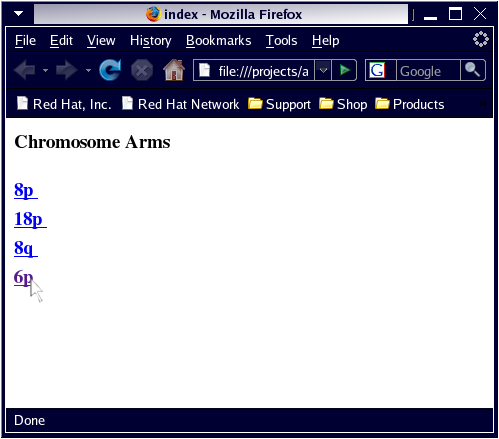 index - Mozilla Firefox
File Edit View History Bookmarks Tools Help
file:///projects/a G Google
Red Hat, Inc. Red Hat Network Support Shop Products
Chromosome Arms
8p
18p
8q
6p
Done